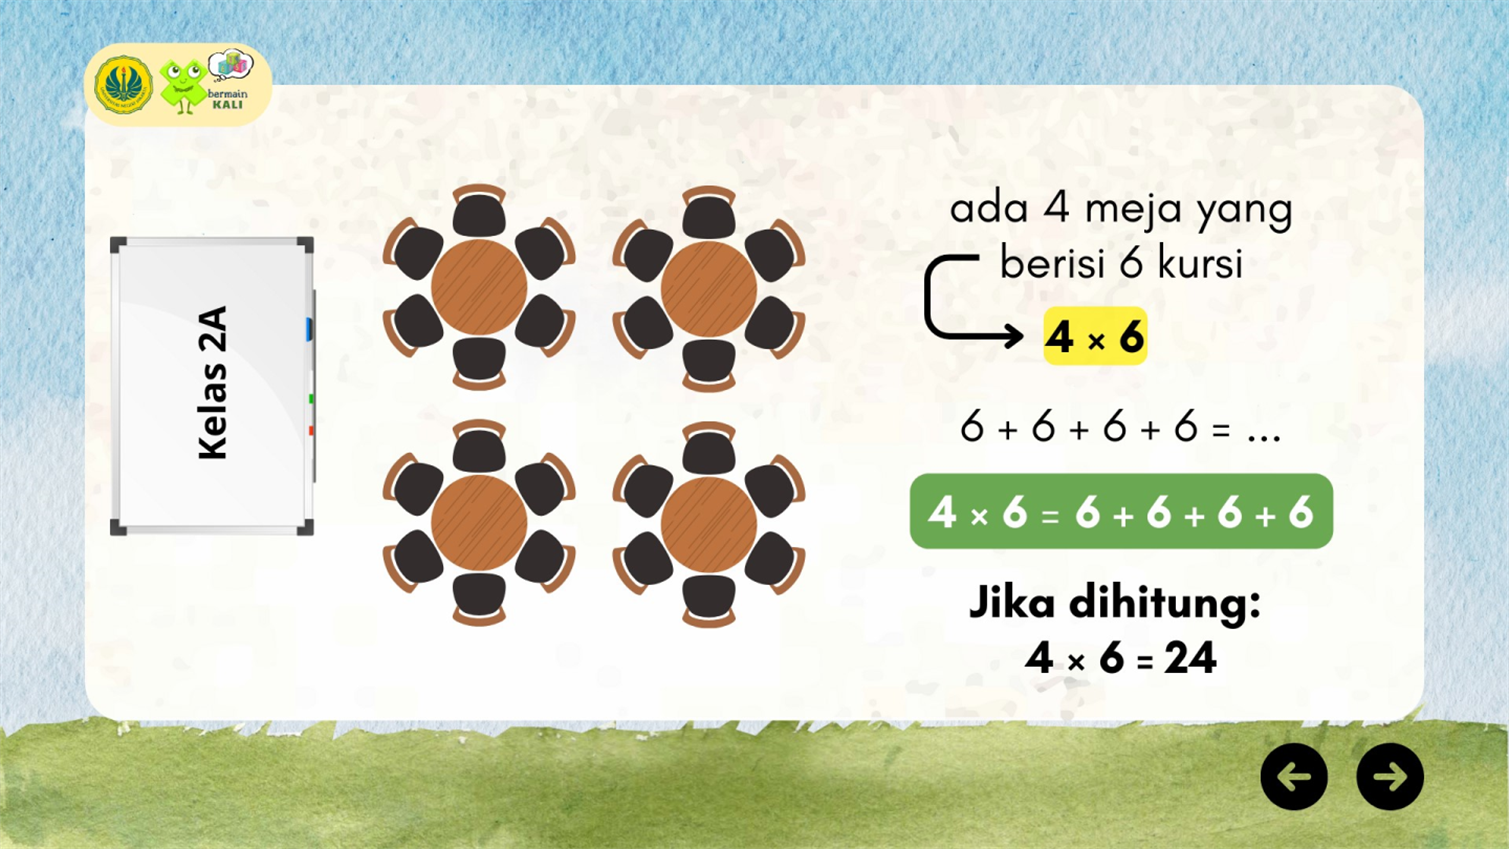 bermain
KALI
Kelas 2A
ada 4 meja yang
berisi 6 kursi
4 × 6
6 + 6 + 6 + 6 = ...
4 × 6 = 6 + 6 + 6 + 6
Jika dihitung:
4 × 6 = 24